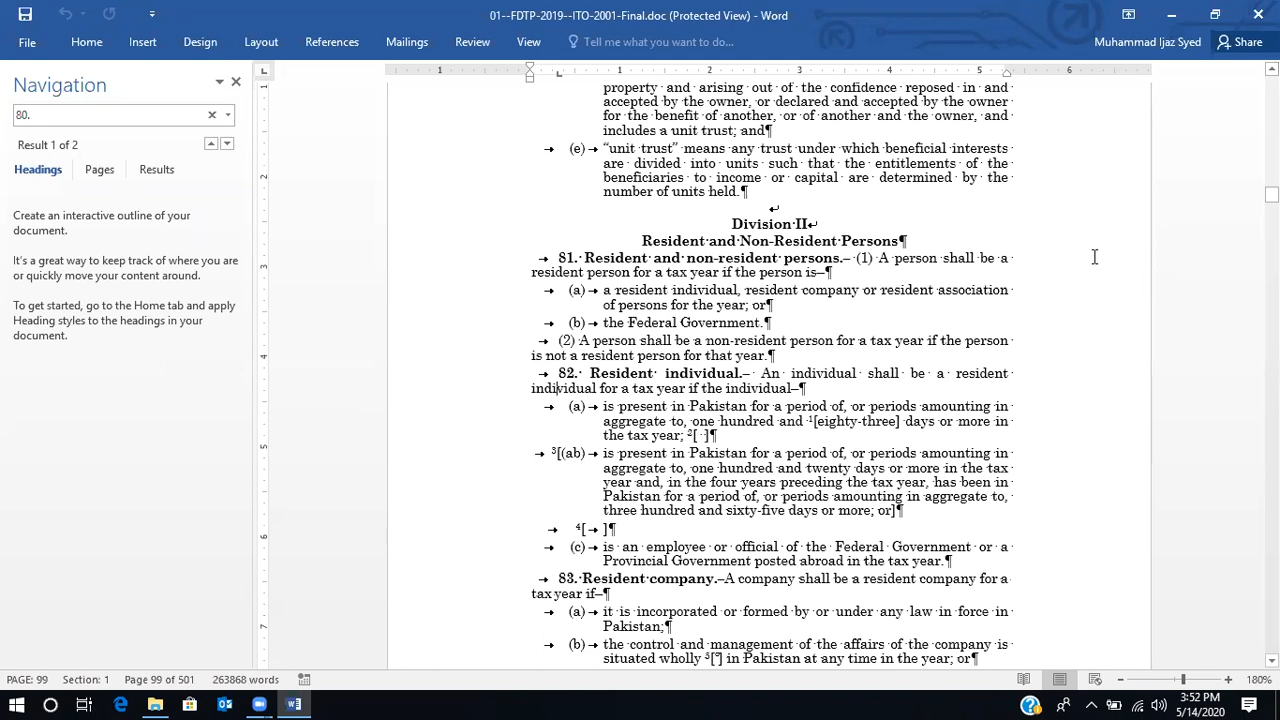 01--FDTP-2019--ITO-2001-Final.doc (Protected View) - Word
File Home Insert Design Layout References Mailings Review View Tell me what you want to do... Muhammad Ijaz Syed Share
Navigation
80.
Result 1 of 2
Headings Pages Results
Create an interactive outline of your
document.
It's a great way to keep track of where you are
or quickly move your content around.
To get started, go to the Home tab and apply
Heading styles to the headings in your
document.
1 1 2 3 4 5 6
1
2
3
4
5
6
7
property and arising out of the confidence reposed in and
accepted by the owner, or declared and accepted by the owner
for the benefit of another, or of another and the owner, and
includes a unit trust; and¶
→ (e)→ “unit trust” means any trust under which beneficial interests
are divided into units such that the entitlements of the
beneficiaries to income or capital are determined by the
number of units held.¶
↵
Division·II↵
Resident and·Non-Resident Persons¶
→ 81. Resident and non-resident persons.– (1) A person shall be a
resident person for a tax year if the person is–¶
→ (a)→ a resident individual, resident company or resident association
of persons for the year; or¶
→ (b)→ the Federal Government.¶
→ (2) A person shall be a non-resident person for a tax year if the person
is not a resident person for that year.¶
→ 82. Resident individual.– An individual shall be a resident
individual for a tax year if the individual–¶
→ (a)→ is present in Pakistan for a period of, or periods amounting in
aggregate to, one hundred and ¹[eighty-three] days or more in
the tax year; ²[ ]¶
→ ³[(ab)→ is present in Pakistan for a period of, or periods amounting in
aggregate to, one hundred and twenty days or more in the tax
year and, in the four years preceding the tax year, has been in
Pakistan for a period of, or periods amounting in aggregate to,
three hundred and sixty-five days or more; or]¶
→ ⁴[→ ]¶
→ (c)→ is an employee or official of the Federal Government or a
Provincial Government posted abroad in the tax year.¶
→ 83. Resident company.–A company shall be a resident company for a
tax year if–¶
→ (a)→ it is incorporated or formed by or under any law in force in
Pakistan;¶
→ (b)→ the control and management of the affairs of the company is
situated wholly ⁵[°] in Pakistan at any time in the year; or¶
PAGE: 99 Section: 1 Page 99 of 501 263868 words 180%
3:52 PM
5/14/2020